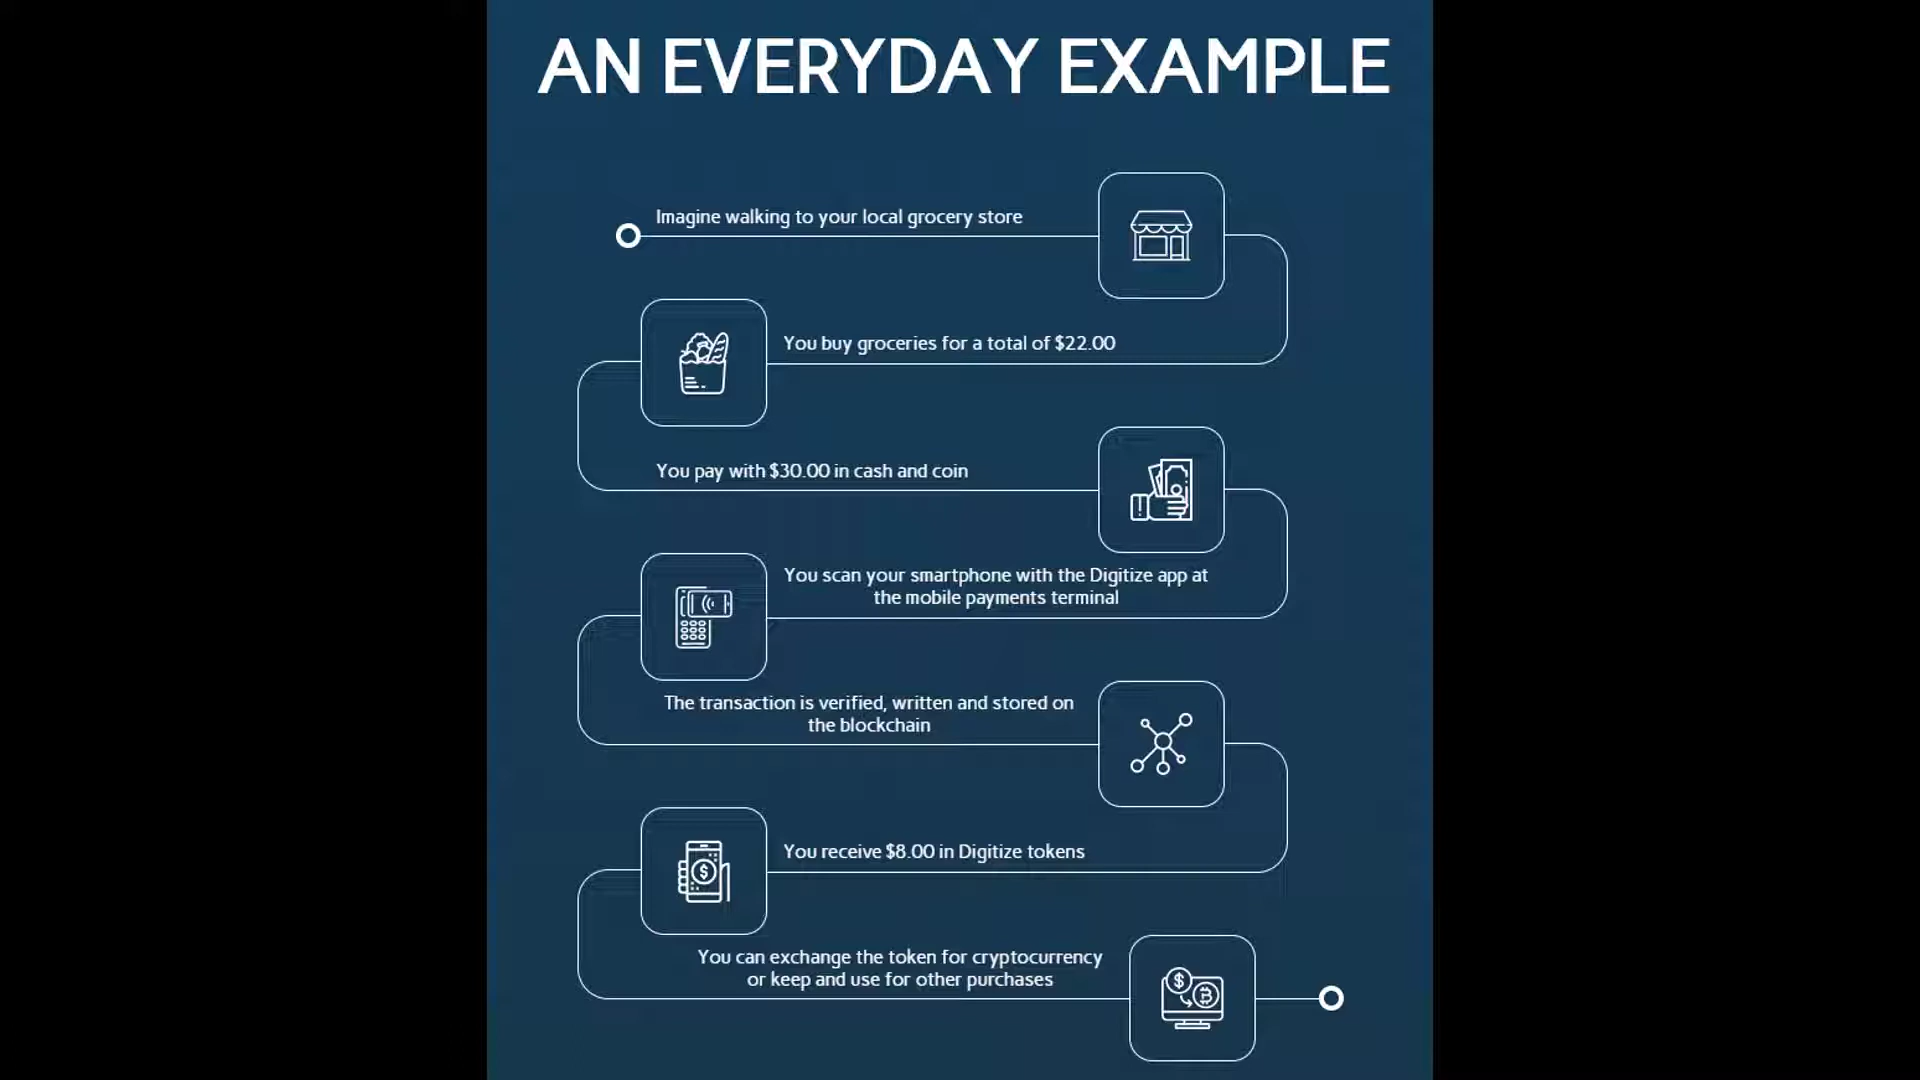 AN EVERYDAY EXAMPLE
Imagine walking to your local grocery store
You buy groceries for a total of $22.00
You pay with $30.00 in cash and coin
You scan your smartphone with the Digitize app at
the mobile payments terminal
The transaction is verified, written and stored on
the blockchain
You receive $8.00 in Digitize tokens
You can exchange the token for cryptocurrency
or keep and use for other purchases